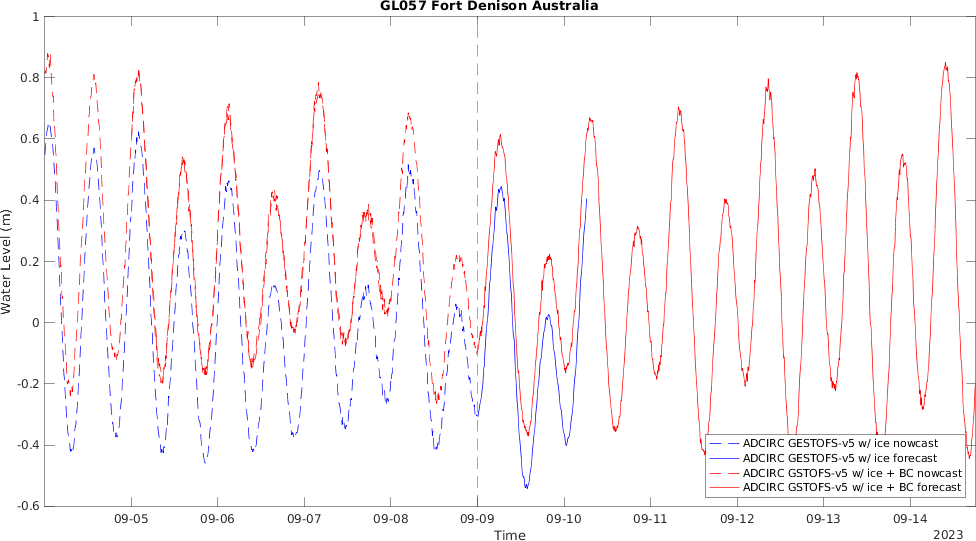 GL057 Fort Denison Australia
1
0.8
0.6
0.4
0.2
0
-0.2
-0.4
-0.6
Water Level (m)
ADCIRC GESTOFS-v5 w/ ice nowcast
ADCIRC GESTOFS-v5 w/ ice forecast
ADCIRC GSTOFS-v5 w/ ice + BC nowcast
ADCIRC GSTOFS-v5 w/ ice + BC forecast
09-05 09-06 09-07 09-08 09-09 09-10 09-11 09-12 09-13 09-14
Time
2023